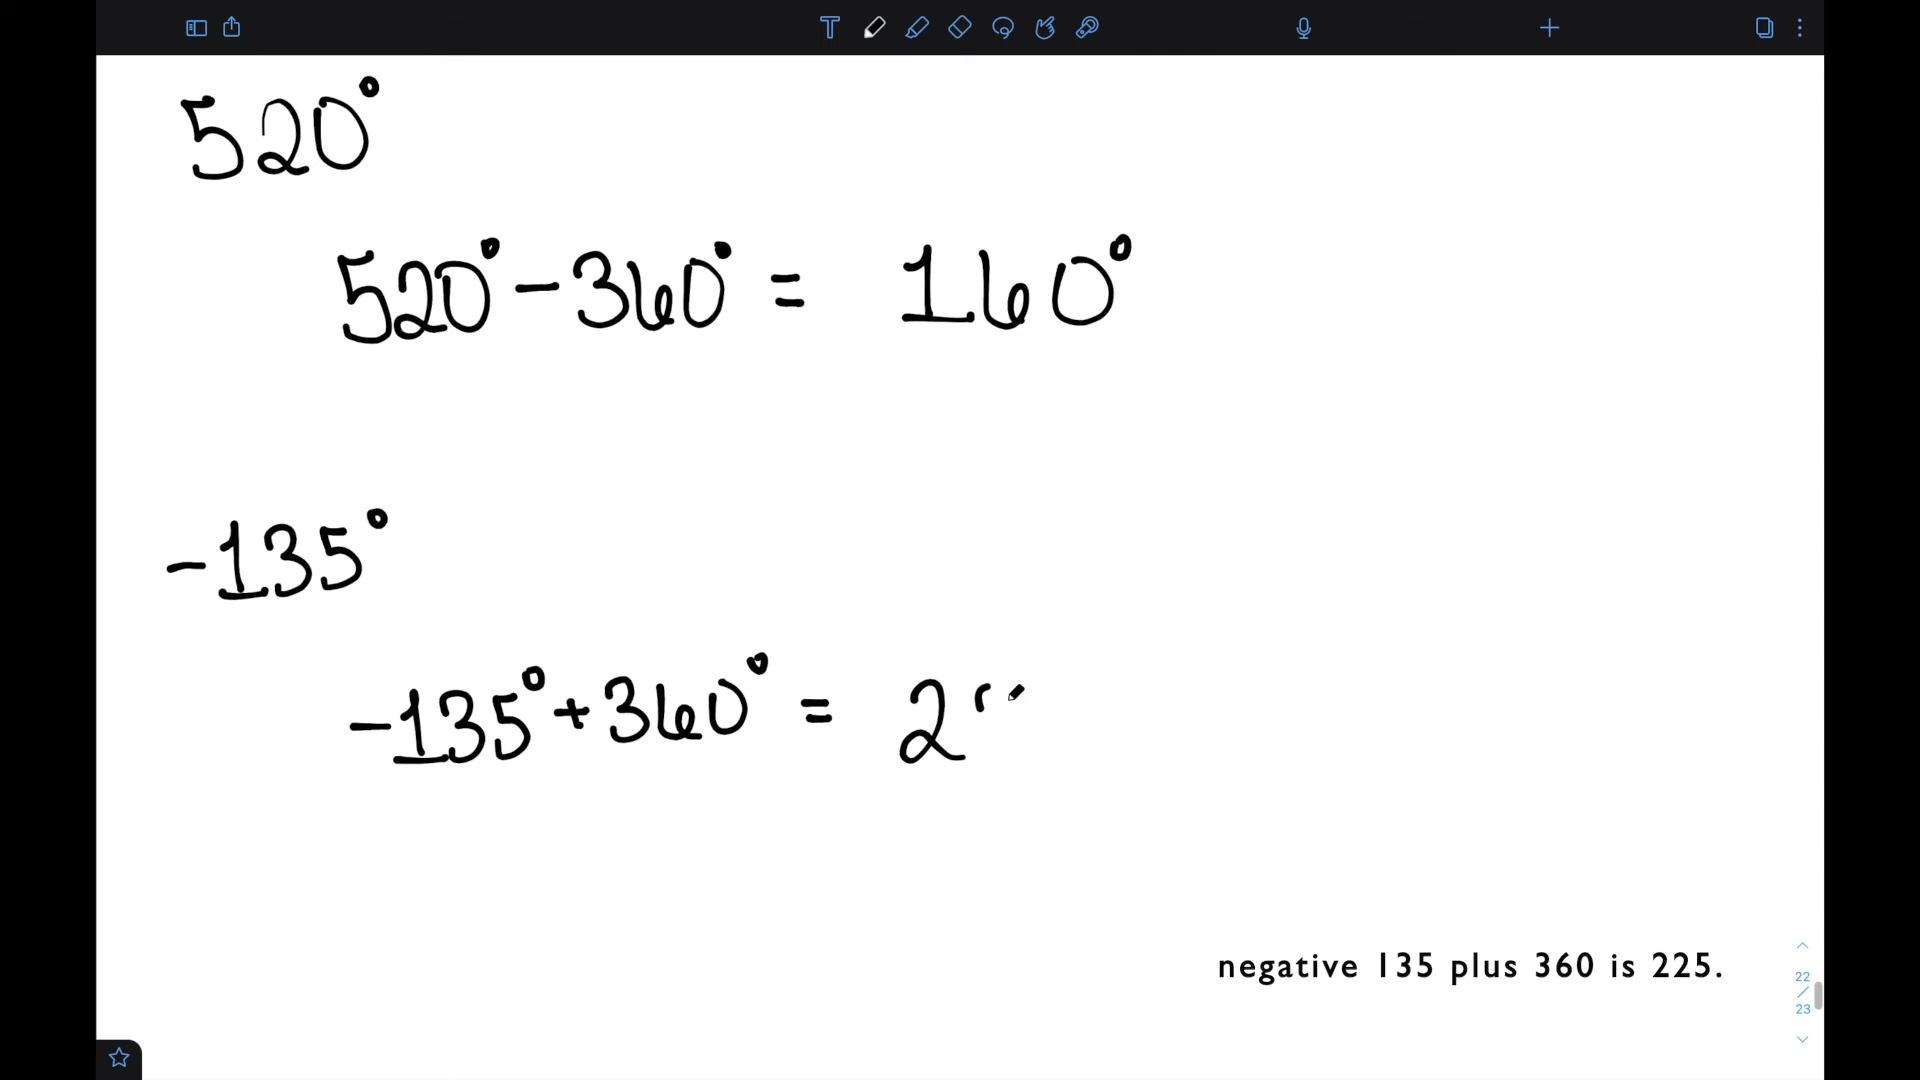 520°
520° - 360° = 160°
-135°
-135° + 360° = 2
negative 135 plus 360 is 225.
22
/
23